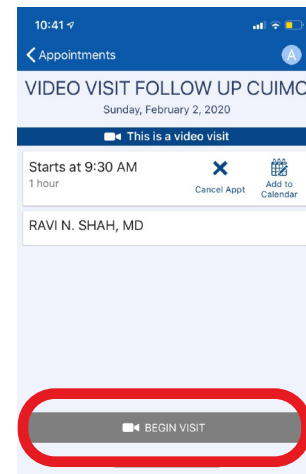 10:41
Appointments
A
VIDEO VISIT FOLLOW UP CUIMC
Sunday, February 2, 2020
This is a video visit
Starts at 9:30 AM
1 hour
Cancel Appt
Add to
Calendar
RAVI N. SHAH, MD
BEGIN VISIT